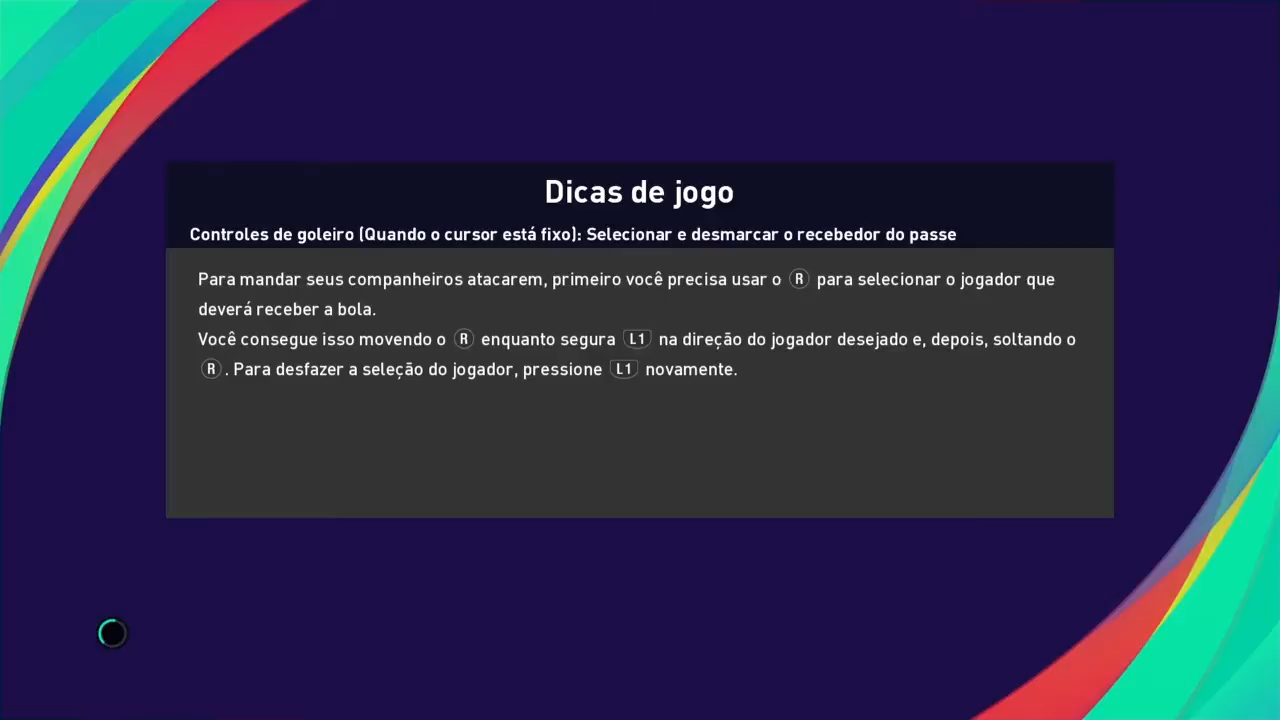 Dicas de jogo
Controles de goleiro (Quando o cursor está fixo): Selecionar e desmarcar o recebedor do passe
Para mandar seus companheiros atacarem, primeiro você precisa usar o R para selecionar o jogador que
deverá receber a bola.
Você consegue isso movendo o R enquanto segura L1 na direção do jogador desejado e, depois, soltando o
R. Para desfazer a seleção do jogador, pressione L1 novamente.